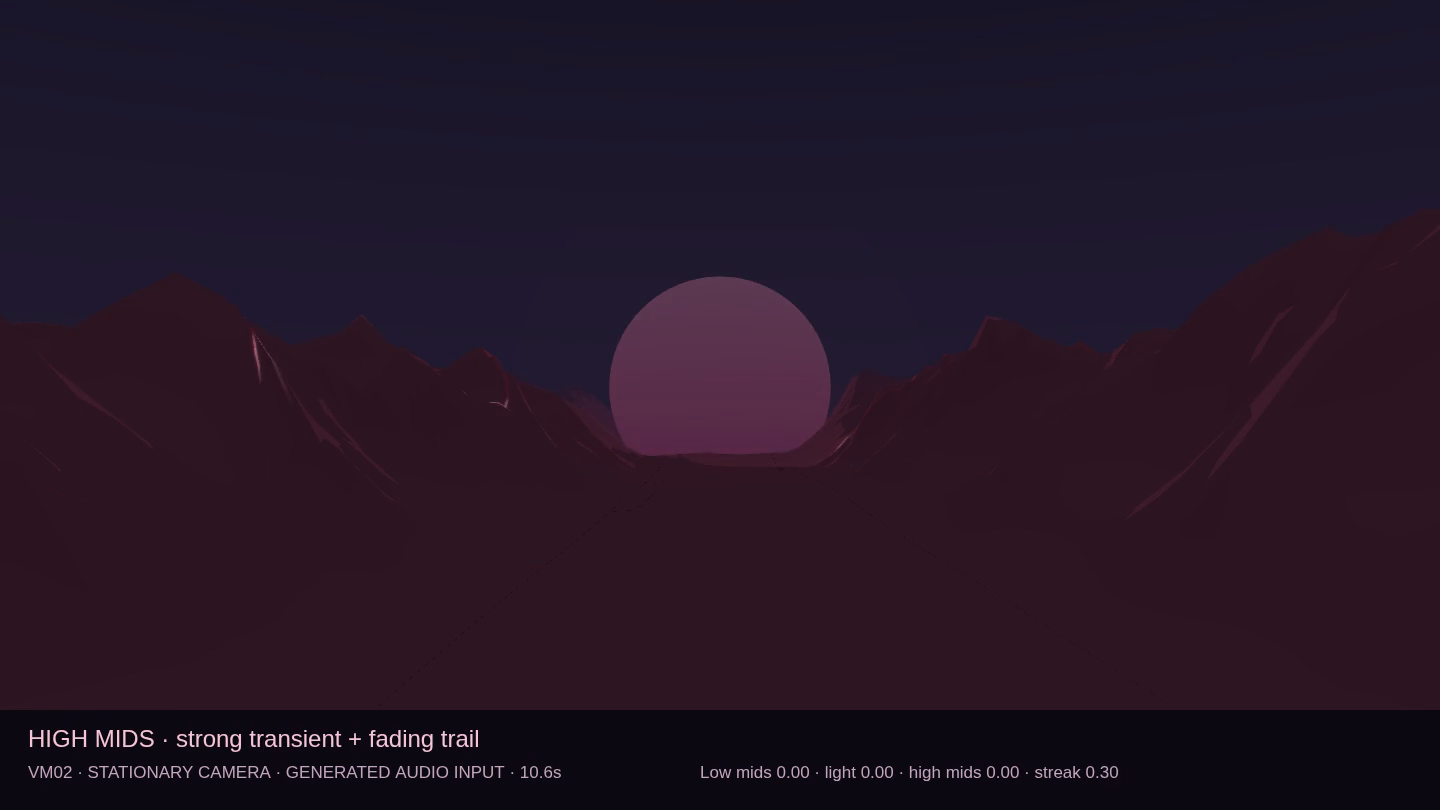 HIGH MIDS · strong transient + fading trail
VM02 · STATIONARY CAMERA · GENERATED AUDIO INPUT · 10.6s
Low mids 0.00 · light 0.00 · high mids 0.00 · streak 0.30